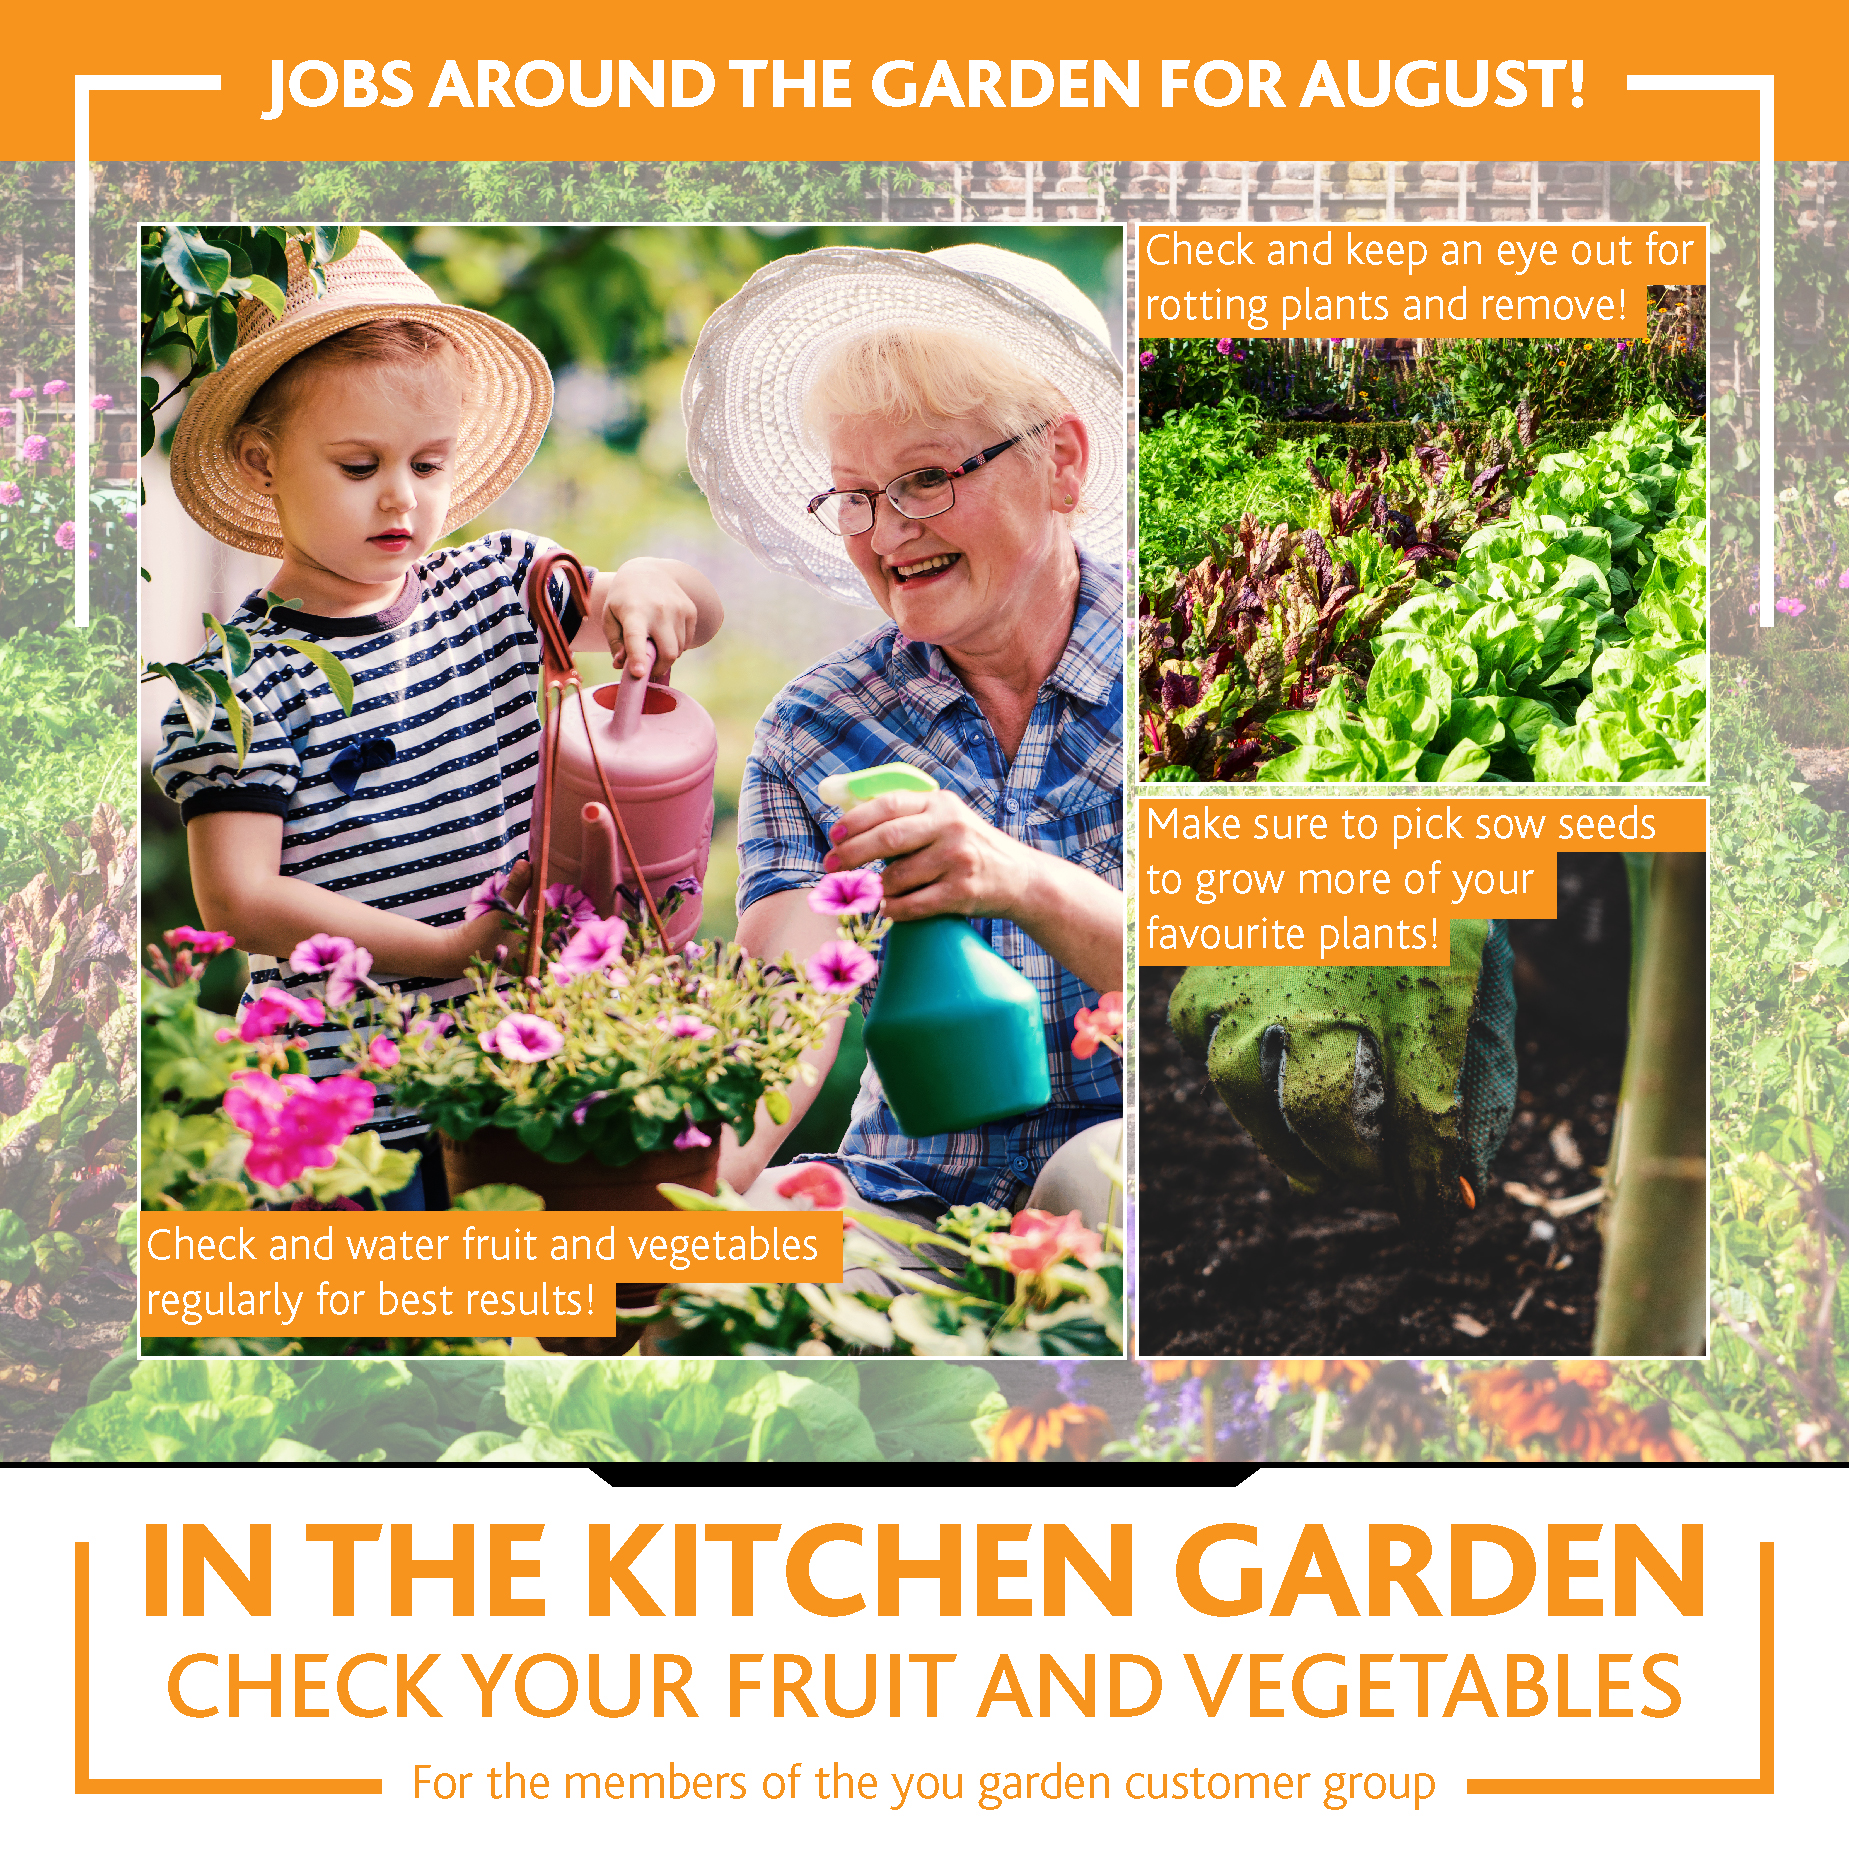 JOBS AROUND THE GARDEN FOR AUGUST!
Check and keep an eye out for
rotting plants and remove!
Make sure to pick sow seeds
to grow more of your
favourite plants!
Check and water fruit and vegetables
regularly for best results!
IN THE KITCHEN GARDEN
CHECK YOUR FRUIT AND VEGETABLES
For the members of the you garden customer group